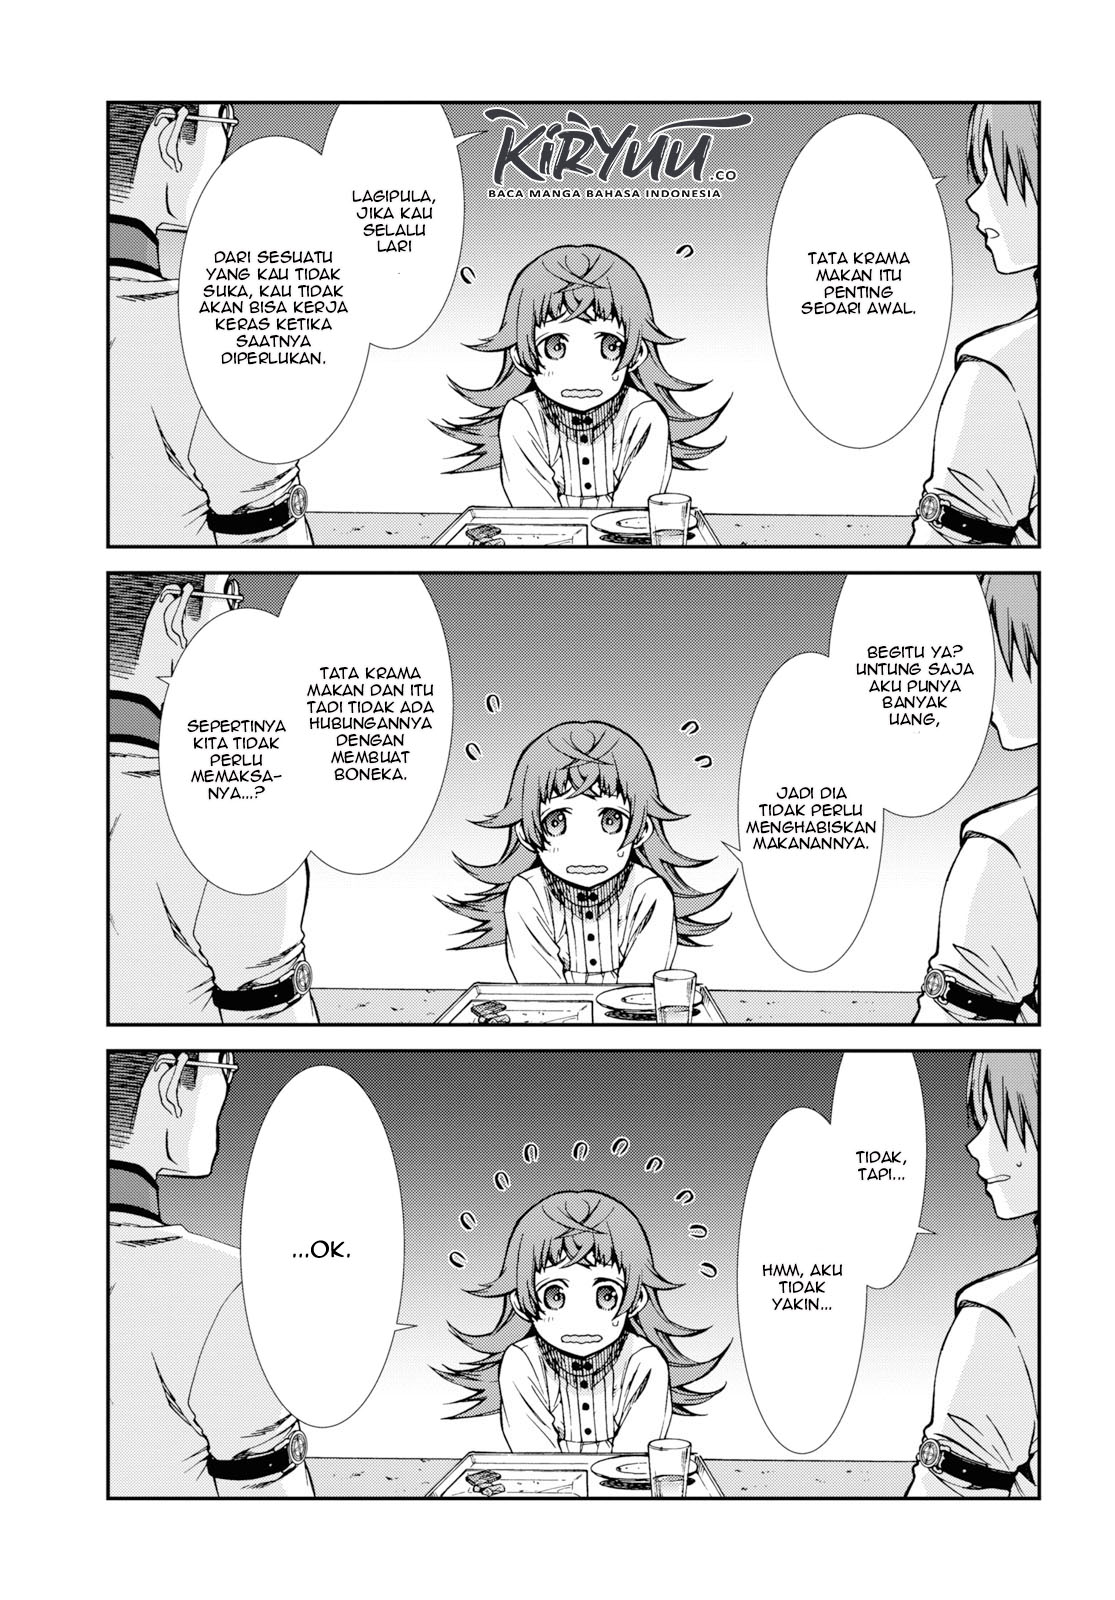 KIRYUU.CO
BACA MANGA BAHASA INDONESIA
TATA KRAMA
MAKAN ITU
PENTING
SEDARI AWAL.
LAGIPULA,
JIKA KAU
SELALU
LARI
DARI SESUATU
YANG KAU TIDAK
SUKA, KAU TIDAK
AKAN BISA KERJA
KERAS KETIKA
SAATNYA
DIPERLUKAN.
BEGITU YA?
UNTUNG SAJA
AKU PUNYA
BANYAK
UANG,
JADI DIA
TIDAK PERLU
MENGHABISKAN
MAKANANNYA.
TATA KRAMA
MAKAN DAN ITU
TADI TIDAK ADA
HUBUNGANNYA
DENGAN
MEMBUAT
BONEKA.
SEPERTINYA
KITA TIDAK
PERLU
MEMAKSA-
NYA...?
TIDAK,
TAPI...
HMM, AKU
TIDAK
YAKIN...
...OK.